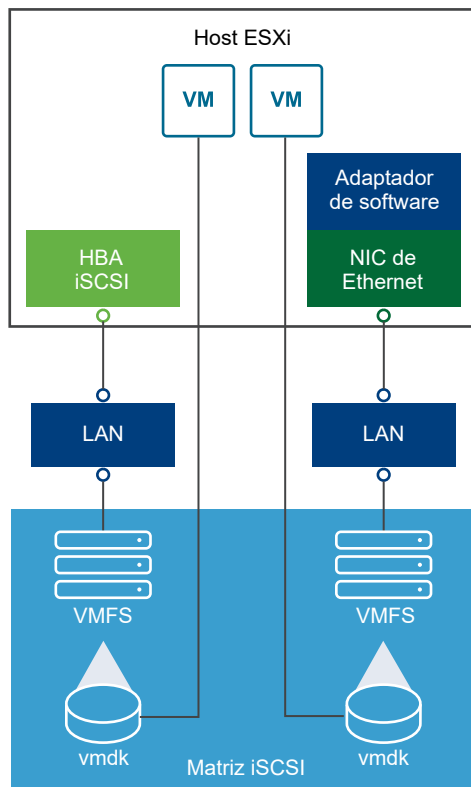 Host ESXi
VM
VM
Adaptador
de software
HBA
iSCSI
NIC de
Ethernet
LAN
LAN
VMFS
VMFS
vmdk
vmdk
Matriz iSCSI